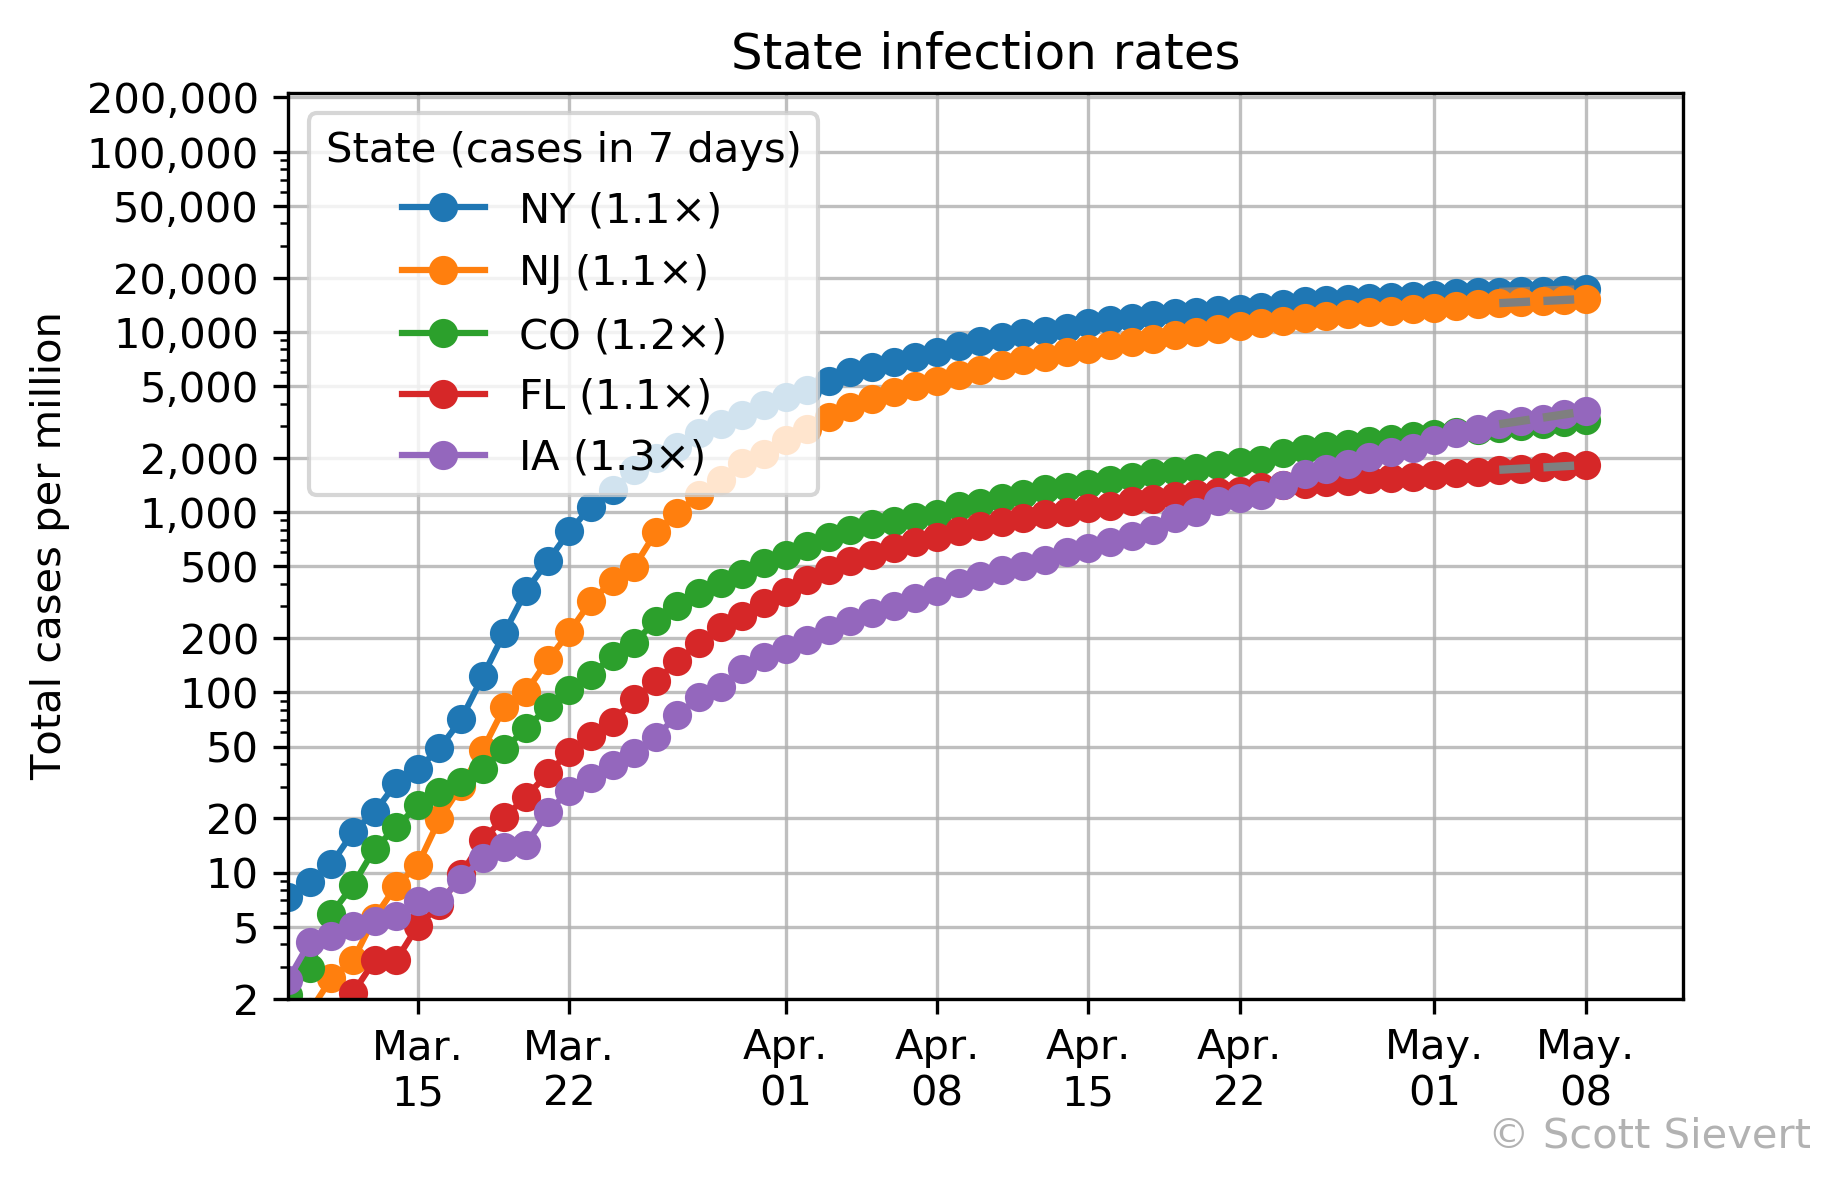 State infection rates
Total cases per million
200,000
100,000
50,000
20,000
10,000
5,000
2,000
1,000
500
200
100
50
20
10
5
2
State (cases in 7 days)
NY (1.1×)
NJ (1.1×)
CO (1.2×)
FL (1.1×)
IA (1.3×)
Mar. 
15
Mar. 
22
Apr. 
01
Apr. 
08
Apr. 
15
Apr. 
22
May. 
01
May. 
08
© Scott Sievert